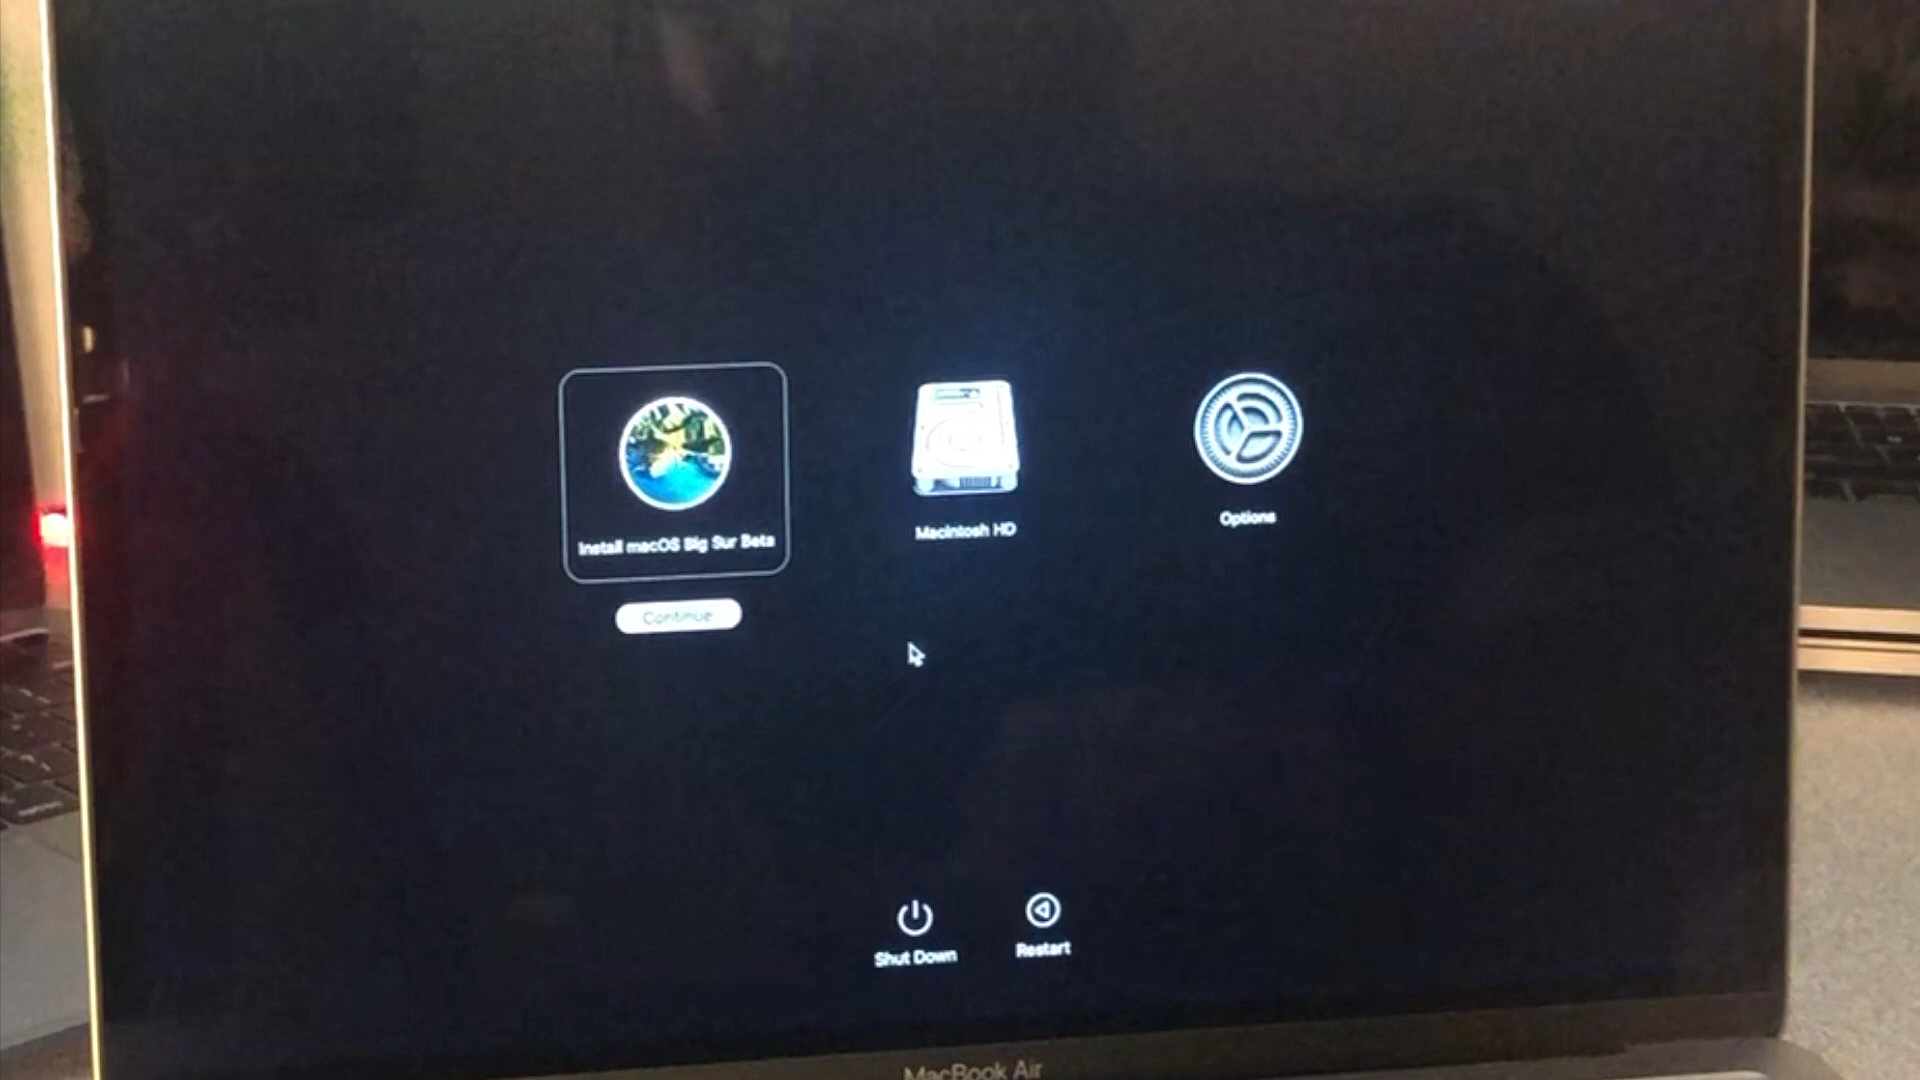 Install macOS Big Sur Beta
Macintosh HD
Options
Continue
Shut Down
Restart
MacBook Air